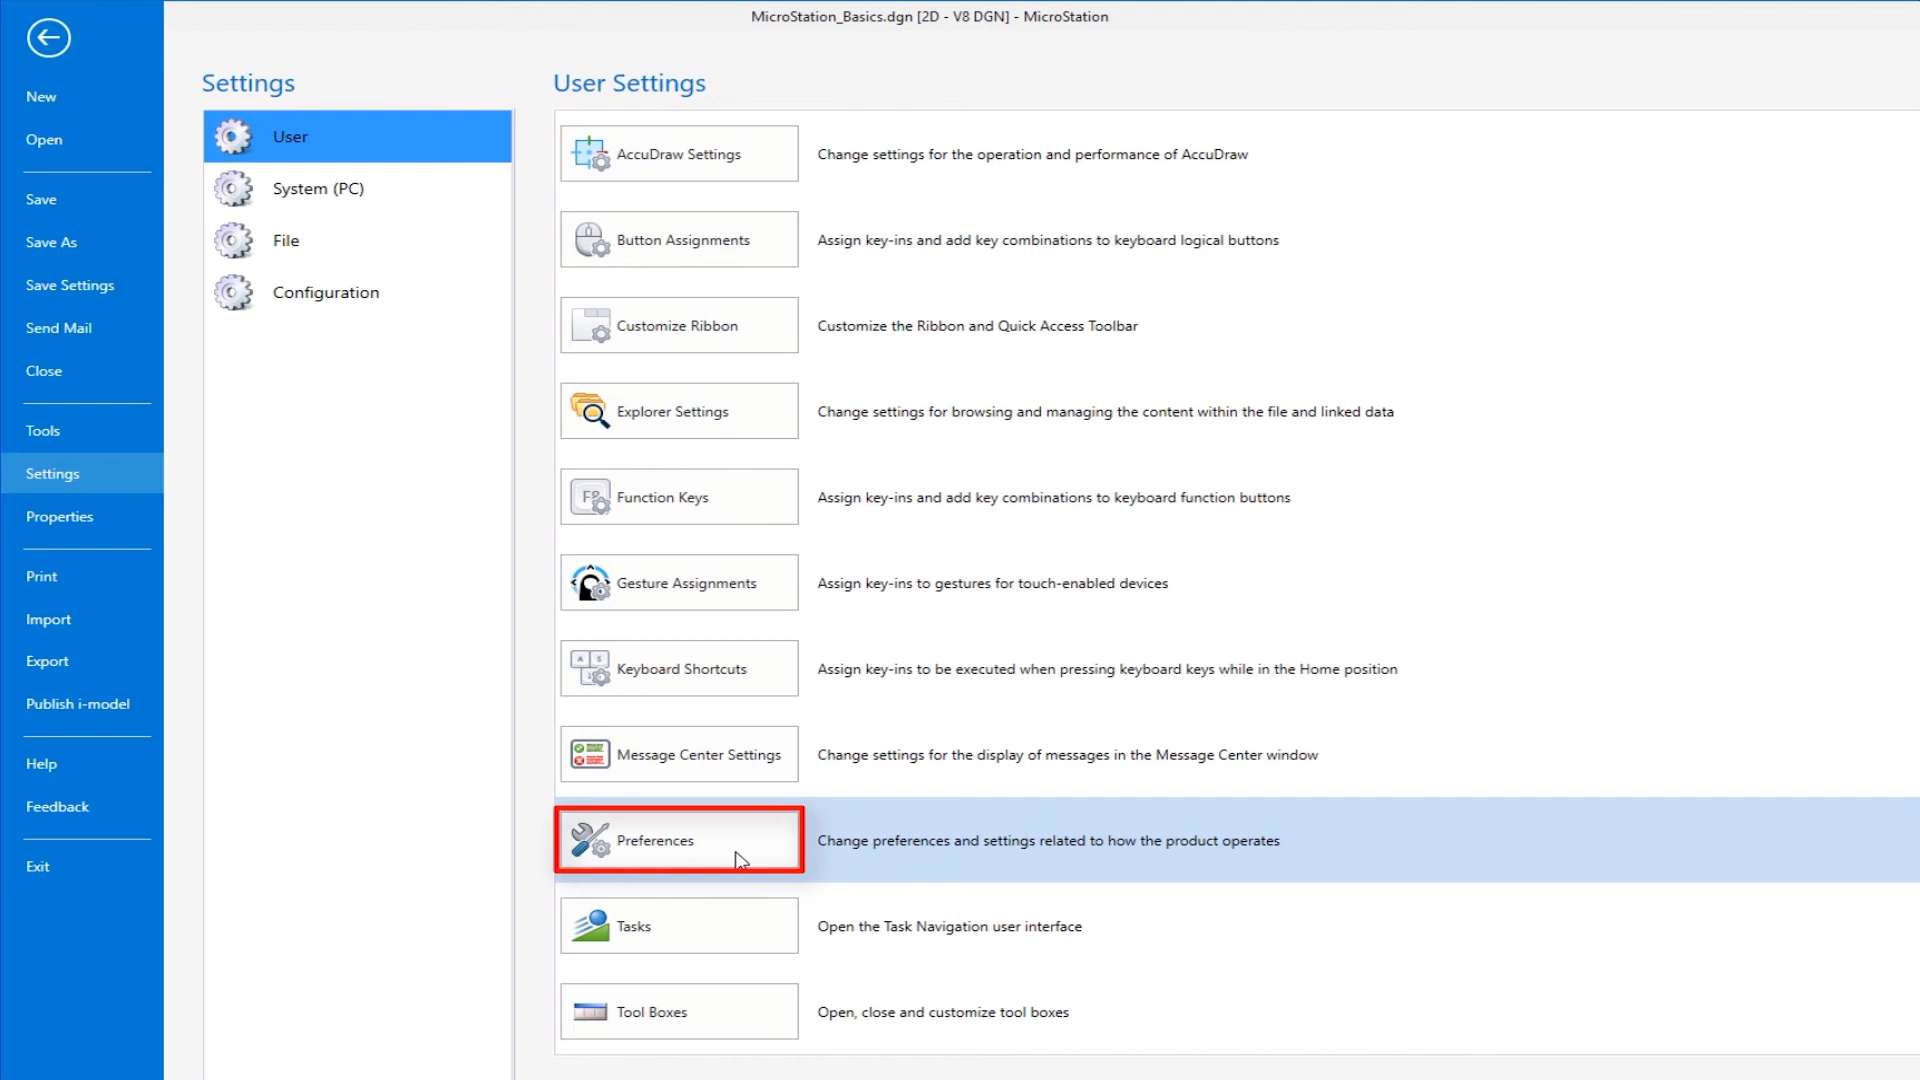 MicroStation_Basics.dgn [2D - V8 DGN] - MicroStation
New
Open
Save
Save As
Save Settings
Send Mail
Close
Tools
Settings
Properties
Print
Import
Export
Publish i-model
Help
Feedback
Exit
Settings
User
System (PC)
File
Configuration
User Settings
AccuDraw Settings Change settings for the operation and performance of AccuDraw
Button Assignments Assign key-ins and add key combinations to keyboard logical buttons
Customize Ribbon Customize the Ribbon and Quick Access Toolbar
Explorer Settings Change settings for browsing and managing the content within the file and linked data
Function Keys Assign key-ins and add key combinations to keyboard function buttons
Gesture Assignments Assign key-ins to gestures for touch-enabled devices
Keyboard Shortcuts Assign key-ins to be executed when pressing keyboard keys while in the Home position
Message Center Settings Change settings for the display of messages in the Message Center window
Preferences Change preferences and settings related to how the product operates
Tasks Open the Task Navigation user interface
Tool Boxes Open, close and customize tool boxes